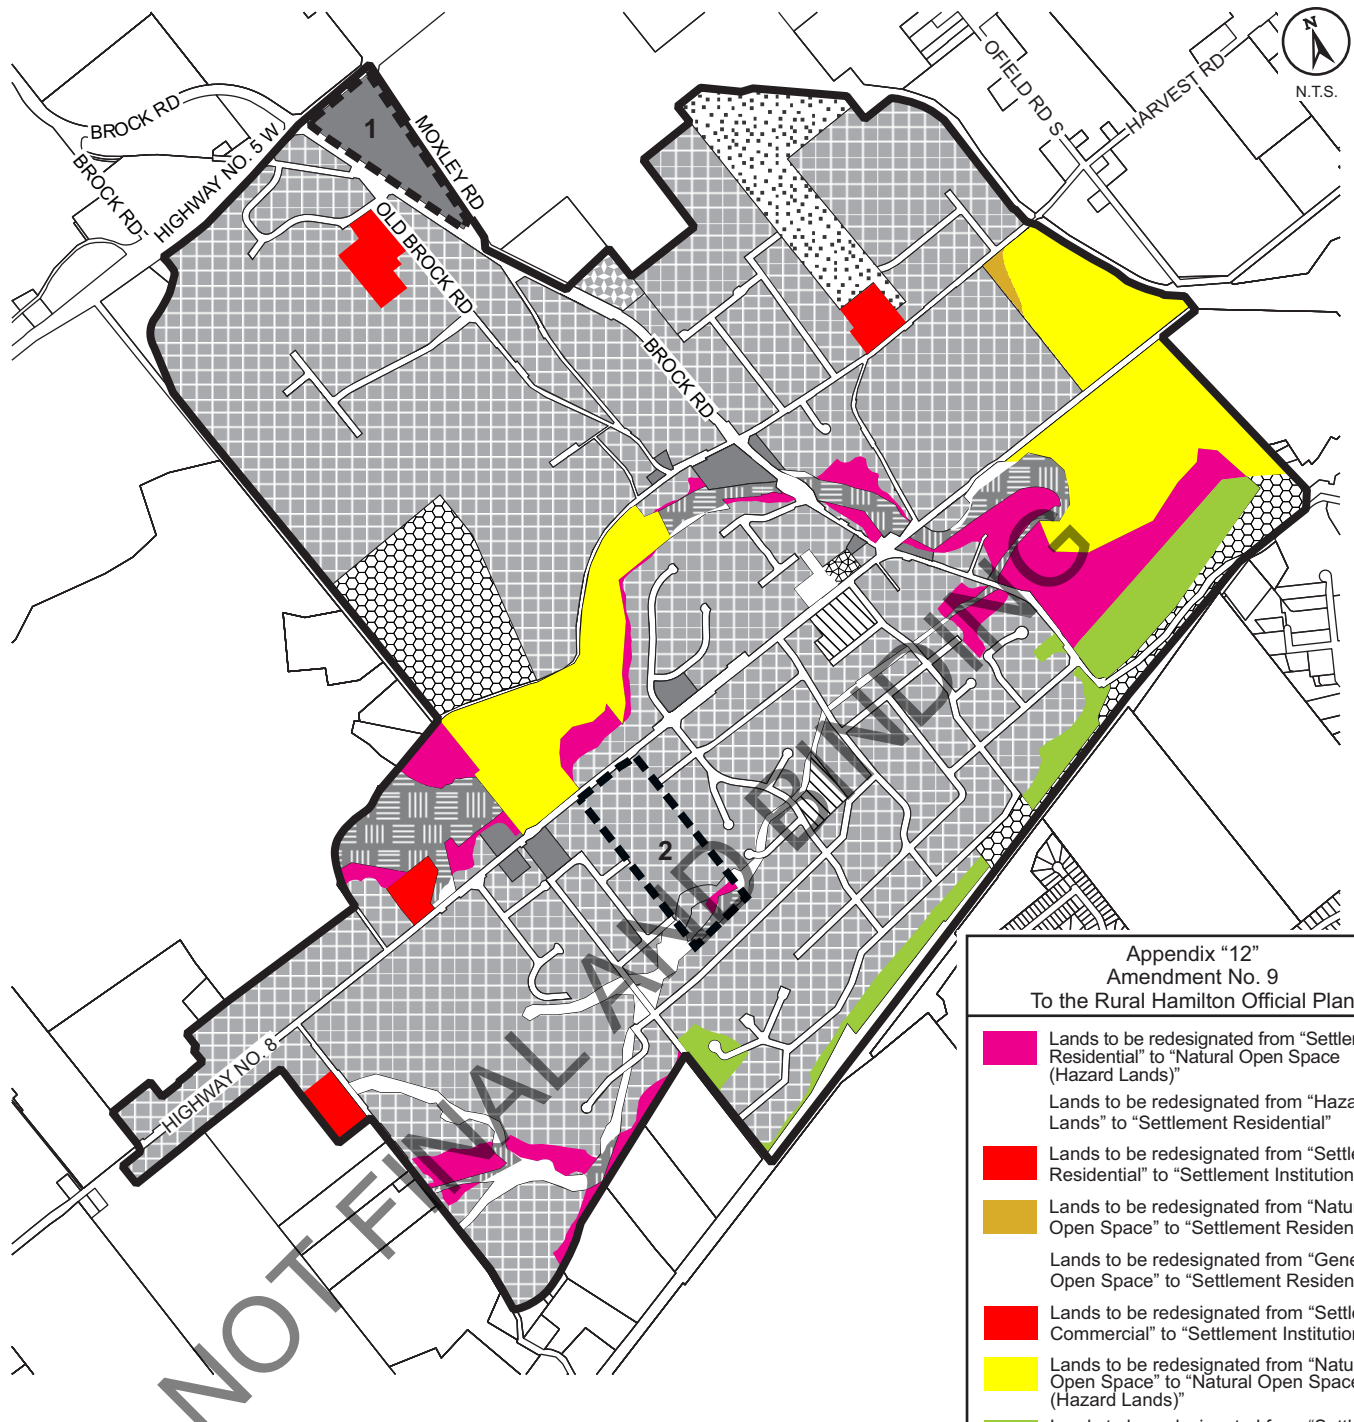 N
N.T.S.
OFIELD RD S
HARVEST RD
BROCK RD
BROCK RD
HIGHWAY NO. 5 W
1
MOXLEY RD
OLD BROCK RD
BROCK RD
2
HIGHWAY NO. 8
NOT FINAL AND BINDING
Appendix “12”
Amendment No. 9
To the Rural Hamilton Official Plan
Lands to be redesignated from “Settle
Residential” to “Natural Open Space
(Hazard Lands)”
Lands to be redesignated from “Haza
Lands” to “Settlement Residential”
Lands to be redesignated from “Settle
Residential” to “Settlement Institution
Lands to be redesignated from “Natu
Open Space” to “Settlement Residen
Lands to be redesignated from “Gene
Open Space” to “Settlement Residen
Lands to be redesignated from “Settle
Commercial” to “Settlement Institution
Lands to be redesignated from “Natu
Open Space” to “Natural Open Space
(Hazard Lands)”